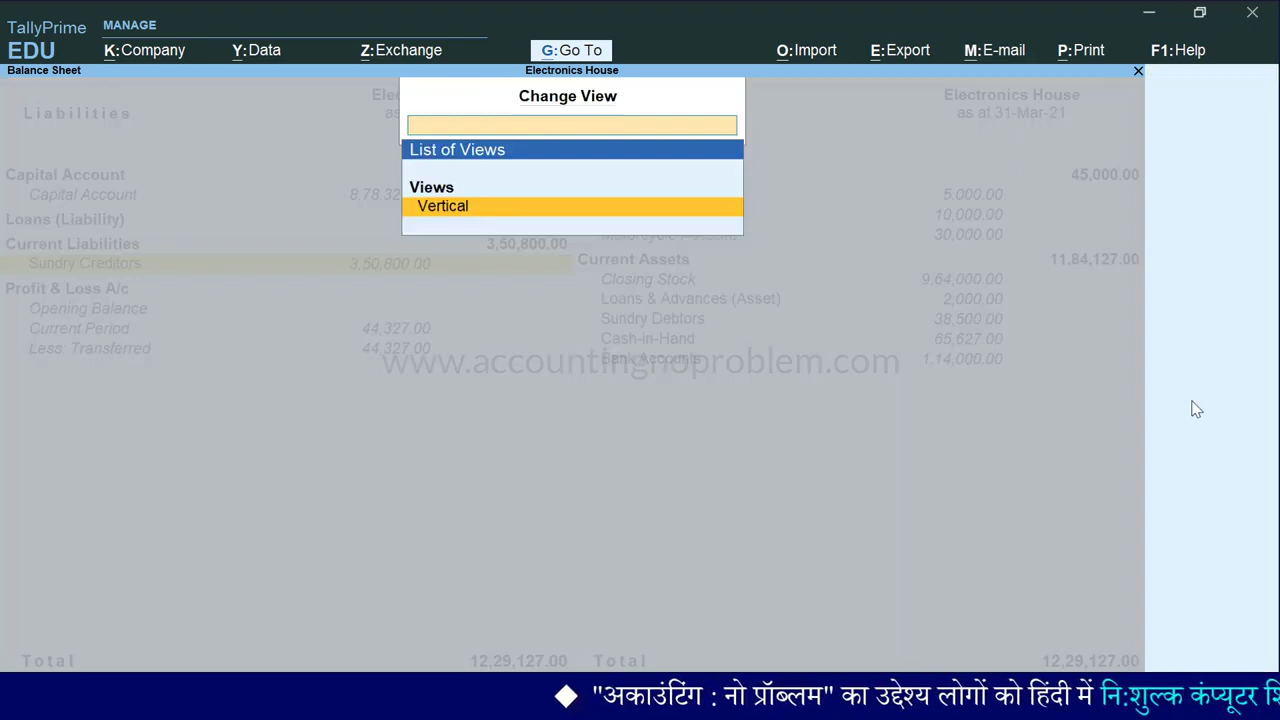 TallyPrime MANAGE
EDU K:Company Y:Data Z:Exchange G:Go To O:Import E:Export M:E-mail P:Print F1:Help
Balance Sheet Electronics House
Change View
Liabilities
Electronics House
as at 31-Mar-21
List of Views
Views
Vertical
Capital Account 45,000.00
Capital Account 5,000.00
Loans (Liability) 10,000.00
30,000.00
Current Liabilities 3,50,800.00
Sundry Creditors 3,50,800.00
Current Assets 11,84,127.00
Profit & Loss A/c Closing Stock 9,64,000.00
Opening Balance Loans & Advances (Asset) 2,000.00
Current Period 44,327.00 Sundry Debtors 38,500.00
Less: Transferred 44,327.00 Cash-in-Hand 65,627.00
Bank Accounts 1,14,000.00
www.accountingnoproblem.com
Total 12,29,127.00 Total 12,29,127.00
"अकाउंटिंग : नो प्रॉब्लम" का उद्देश्य लोगों को हिंदी में नि:शुल्क कंप्यूटर